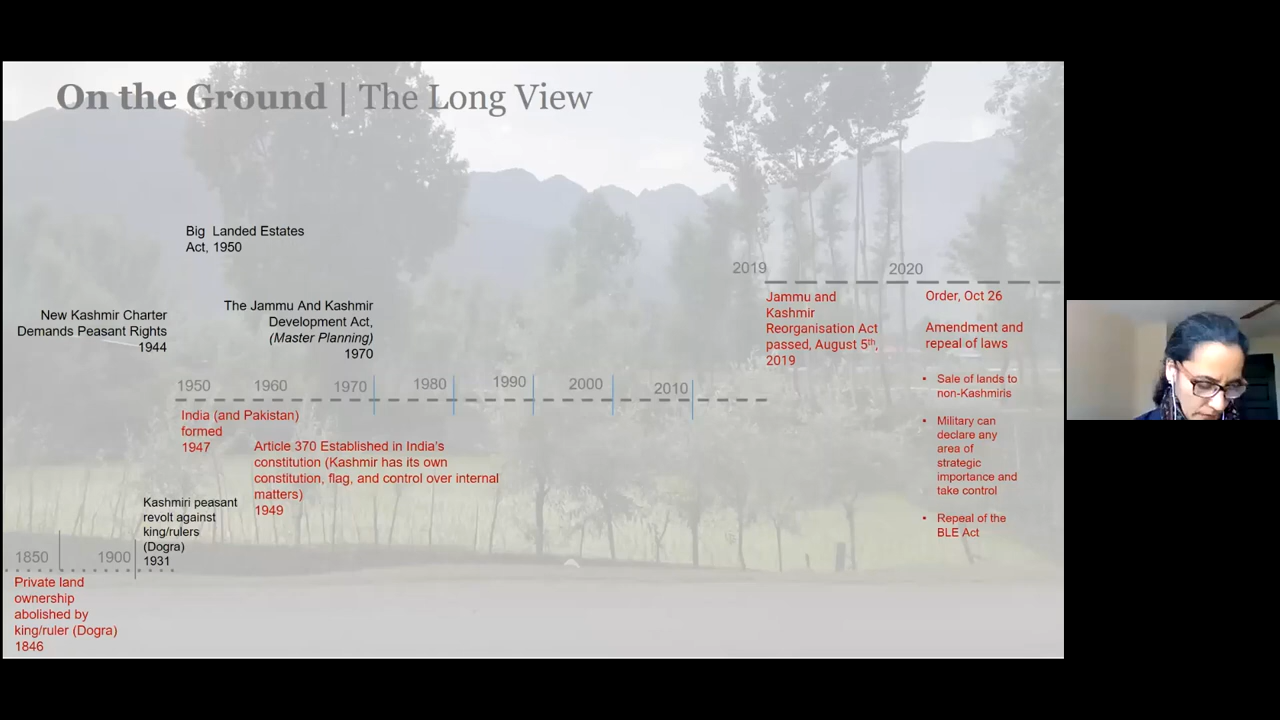 On the Ground | The Long View
Big Landed Estates
Act, 1950
New Kashmir Charter
Demands Peasant Rights
1944
The Jammu And Kashmir
Development Act,
(Master Planning)
1970
1950 1960 1970 1980 1990 2000 2010
India (and Pakistan)
formed
1947
Article 370 Established in India's
constitution (Kashmir has its own
constitution, flag, and control over internal
matters)
1949
Kashmiri peasant
revolt against
king/rulers
(Dogra)
1931
1850 1900
Private land
ownership
abolished by
king/ruler (Dogra)
1846
2019 2020
Jammu and
Kashmir
Reorganisation Act
passed, August 5th,
2019
Order, Oct 26
Amendment and
repeal of laws
▪ Sale of lands to
non-Kashmiris
▪ Military can
declare any
area of
strategic
importance and
take control
▪ Repeal of the
BLE Act